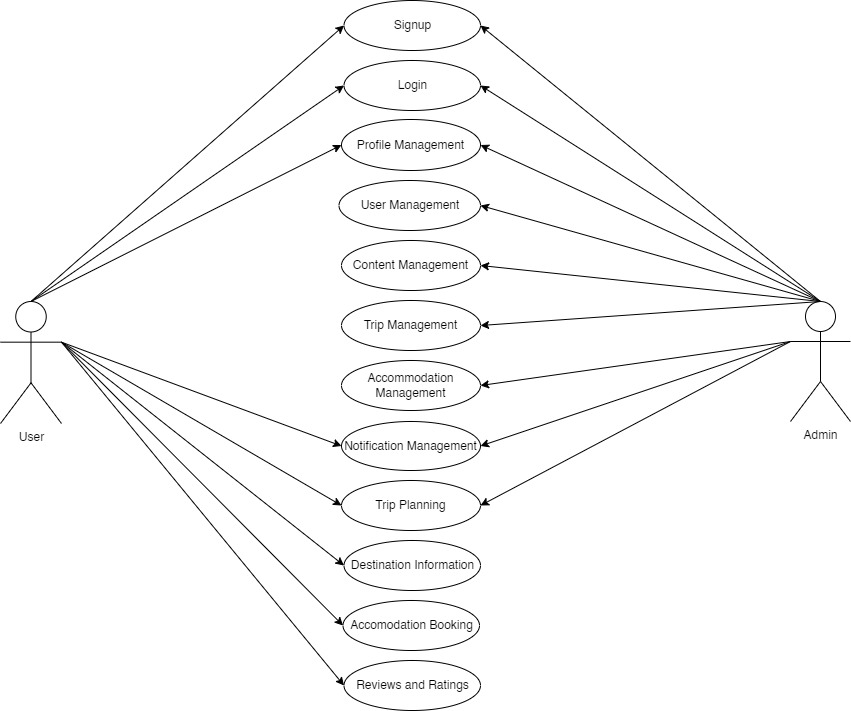 Signup
Login
Profile Management
User Management
Content Management
Trip Management
Accommodation
Management
User
Admin
Notification Management
Trip Planning
Destination Information
Accomodation Booking
Reviews and Ratings